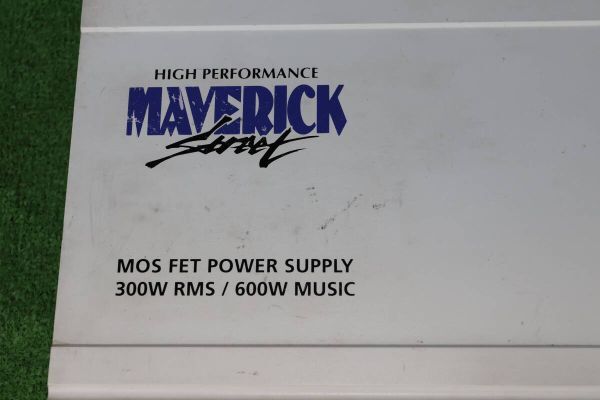 HIGH PERFORMANCE
MAVERICK
Street
MOS FET POWER SUPPLY
300W RMS / 600W MUSIC